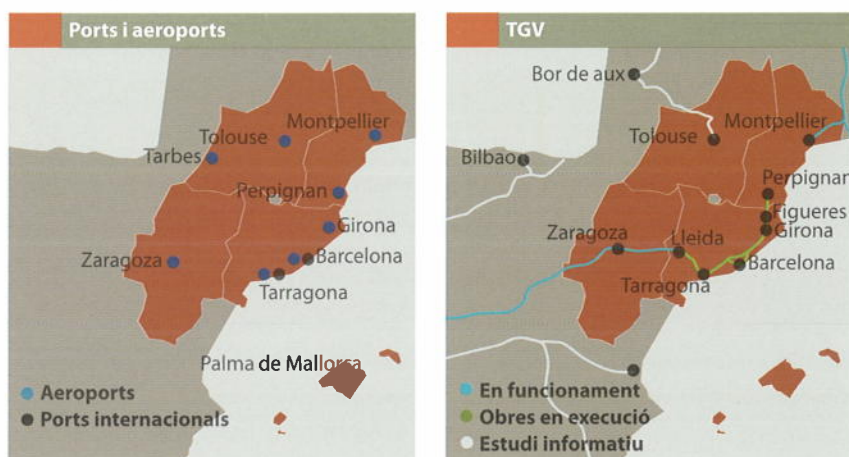 Ports i aeroports
Montpellier
Tolouse
Tarbes
Perpignan
Girona
Zaragoza
Barcelona
Tarragona
Palma de Mallorca
Aeroports
Ports internacionals
TGV
Bor de aux
Tolouse
Montpellier
Bilbao
Perpignan
Figueres
Girona
Zaragoza
Lleida
Barcelona
Tarragona
En funcionament
Obres en execució
Estudi informatiu